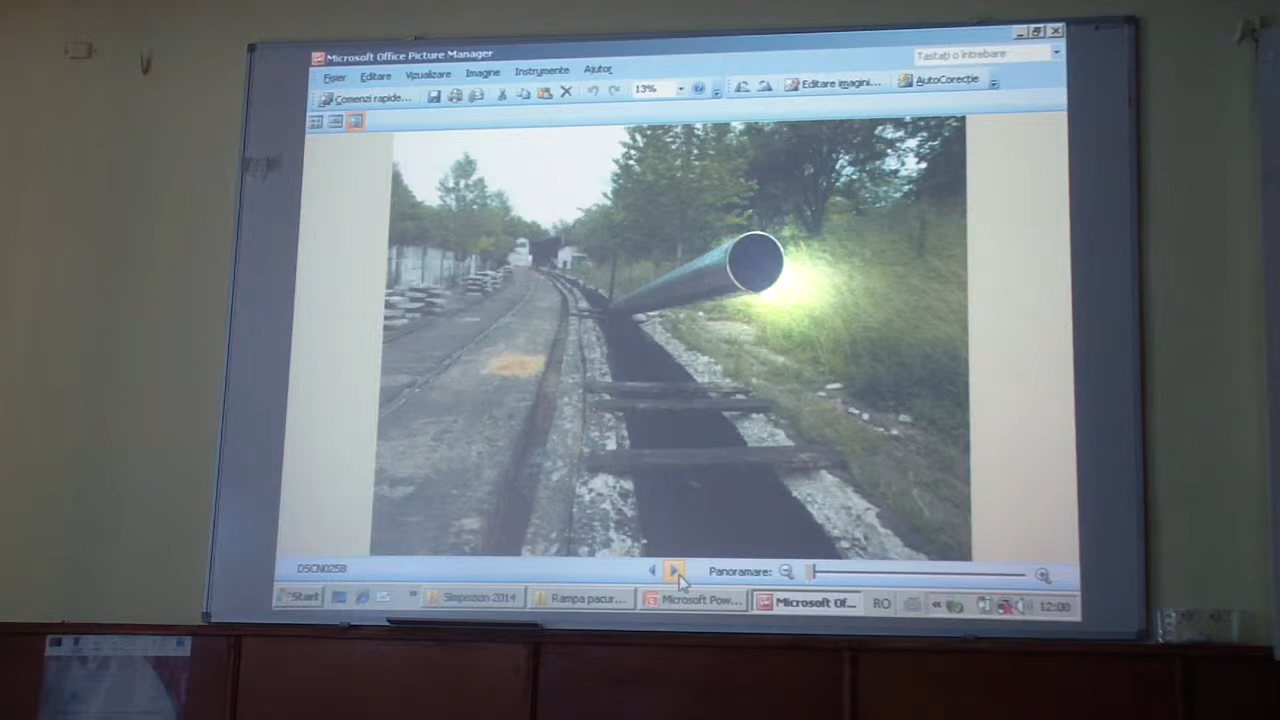 Microsoft Office Picture Manager
Tastați o întrebare
Fișier Editare Vizualizare Imagine Instrumente Ajutor
Comenzi rapide... 13% Editare imagini... AutoCorecție
DSCN0258 Panoramare:
Start Simpozion 2014 Rampa pacur... Microsoft Pow... Microsoft Of... RO 12:00